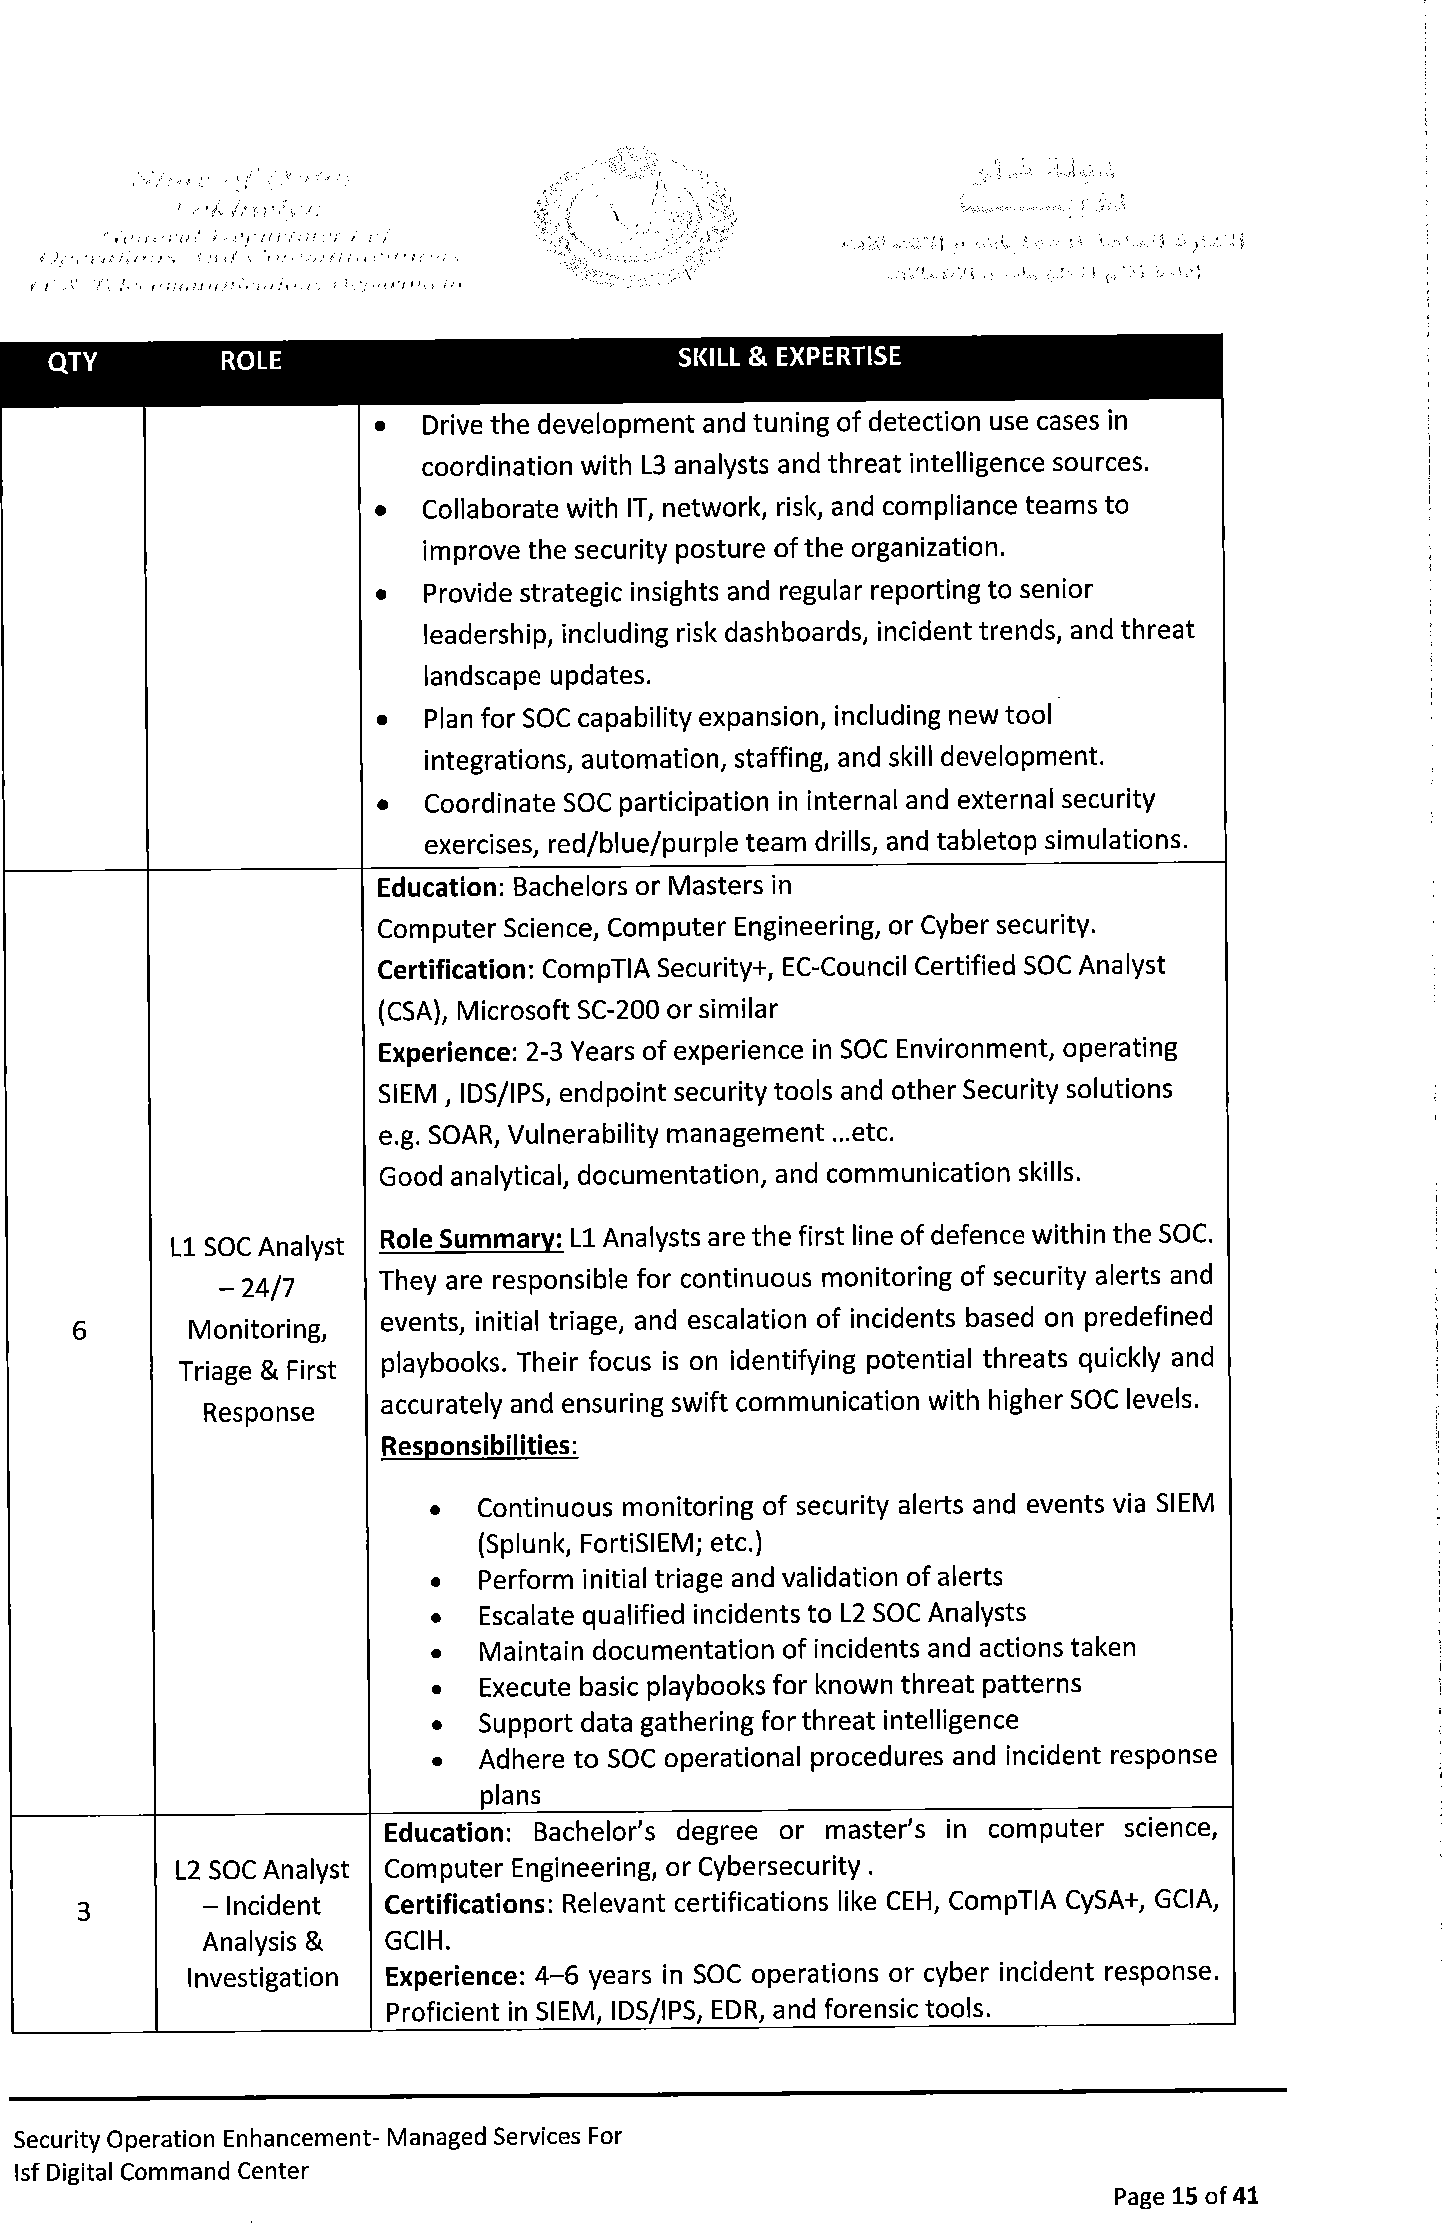 QTY ROLE SKILL & EXPERTISE
• Drive the development and tuning of detection use cases in
coordination with L3 analysts and threat intelligence sources.
• Collaborate with IT, network, risk, and compliance teams to
improve the security posture of the organization.
• Provide strategic insights and regular reporting to senior
leadership, including risk dashboards, incident trends, and threat
landscape updates.
• Plan for SOC capability expansion, including new tool
integrations, automation, staffing, and skill development.
• Coordinate SOC participation in internal and external security
exercises, red/blue/purple team drills, and tabletop simulations.
6
L1 SOC Analyst
– 24/7
Monitoring,
Triage & First
Response
Education: Bachelors or Masters in
Computer Science, Computer Engineering, or Cyber security.
Certification: CompTIA Security+, EC-Council Certified SOC Analyst
(CSA), Microsoft SC-200 or similar
Experience: 2-3 Years of experience in SOC Environment, operating
SIEM , IDS/IPS, endpoint security tools and other Security solutions
e.g. SOAR, Vulnerability management ...etc.
Good analytical, documentation, and communication skills.
Role Summary: L1 Analysts are the first line of defence within the SOC.
They are responsible for continuous monitoring of security alerts and
events, initial triage, and escalation of incidents based on predefined
playbooks. Their focus is on identifying potential threats quickly and
accurately and ensuring swift communication with higher SOC levels.
Responsibilities:
• Continuous monitoring of security alerts and events via SIEM
(Splunk, FortiSIEM; etc.)
• Perform initial triage and validation of alerts
• Escalate qualified incidents to L2 SOC Analysts
• Maintain documentation of incidents and actions taken
• Execute basic playbooks for known threat patterns
• Support data gathering for threat intelligence
• Adhere to SOC operational procedures and incident response
plans
3
L2 SOC Analyst
– Incident
Analysis &
Investigation
Education: Bachelor's degree or master's in computer science,
Computer Engineering, or Cybersecurity .
Certifications: Relevant certifications like CEH, CompTIA CySA+, GCIA,
GCIH.
Experience: 4–6 years in SOC operations or cyber incident response.
Proficient in SIEM, IDS/IPS, EDR, and forensic tools.
Security Operation Enhancement- Managed Services For
Isf Digital Command Center
Page 15 of 41